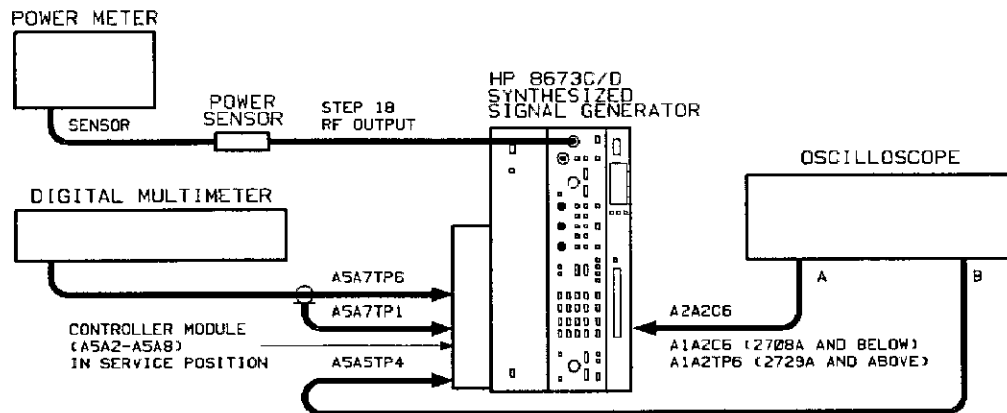 POWER METER
SENSOR
POWER
SENSOR
STEP 18
RF OUTPUT
HP 8673C/D
SYNTHESIZED
SIGNAL GENERATOR
OSCILLOSCOPE
A
B
DIGITAL MULTIMETER
A5A7TP6
A5A7TP1
CONTROLLER MODULE
(A5A2-A5A8)
IN SERVICE POSITION
A5A5TP4
A2A2C6
A1A2C6 (2708A AND BELOW)
A1A2TP6 (2729A AND ABOVE)